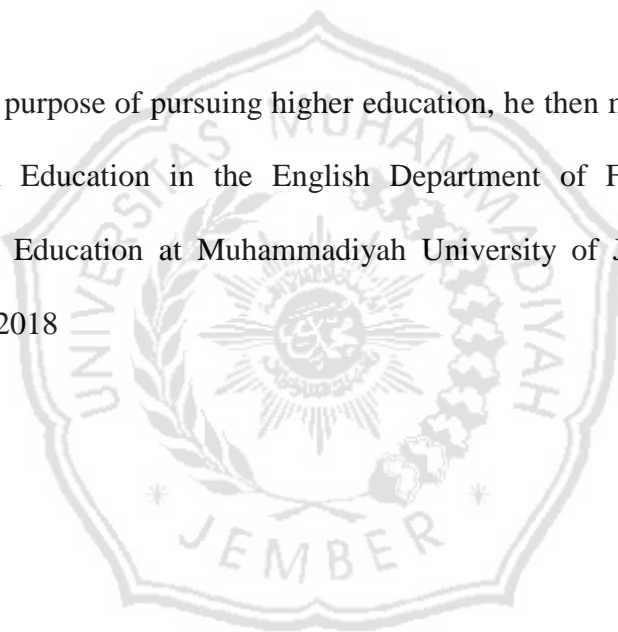 purpose of pursuing higher education, he then
Education in the English Department of
Education at Muhammadiyah University of
2018
UNIVERSITAS MUHAMMADIYAH
* JEMBER *